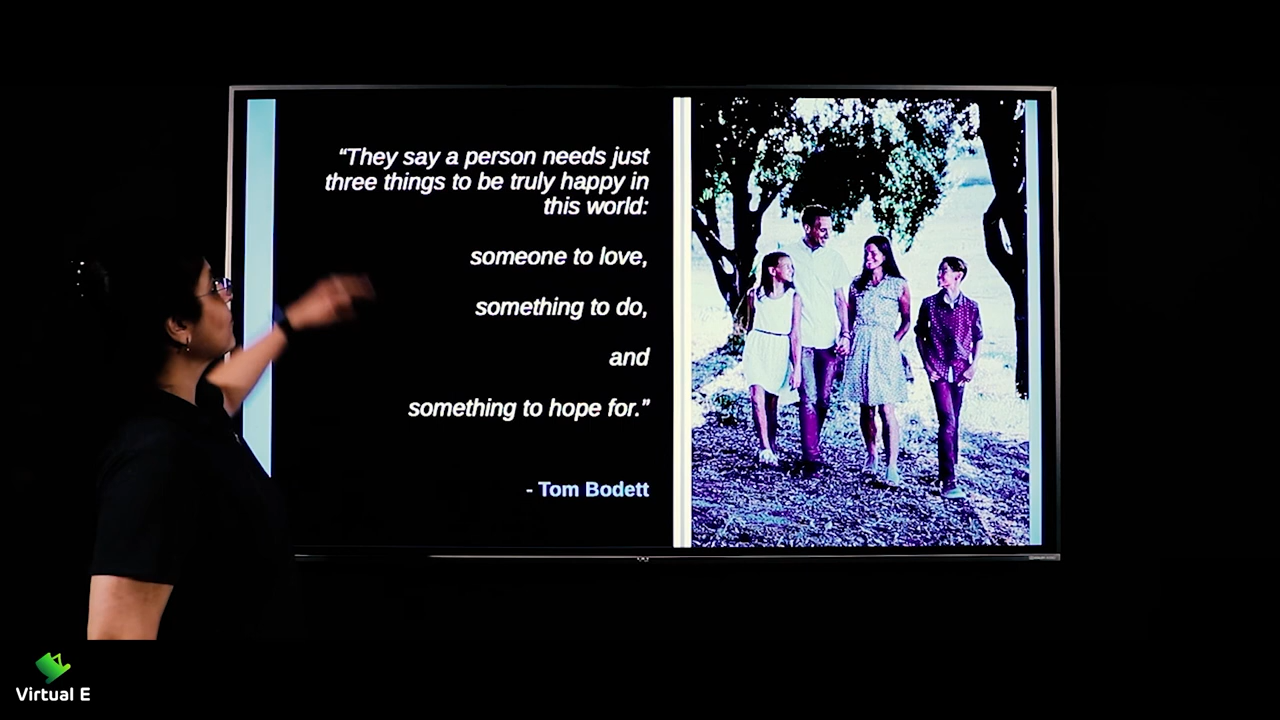 “They say a person needs just
three things to be truly happy in
this world:
someone to love,
something to do,
and
something to hope for.”
- Tom Bodett
Virtual E